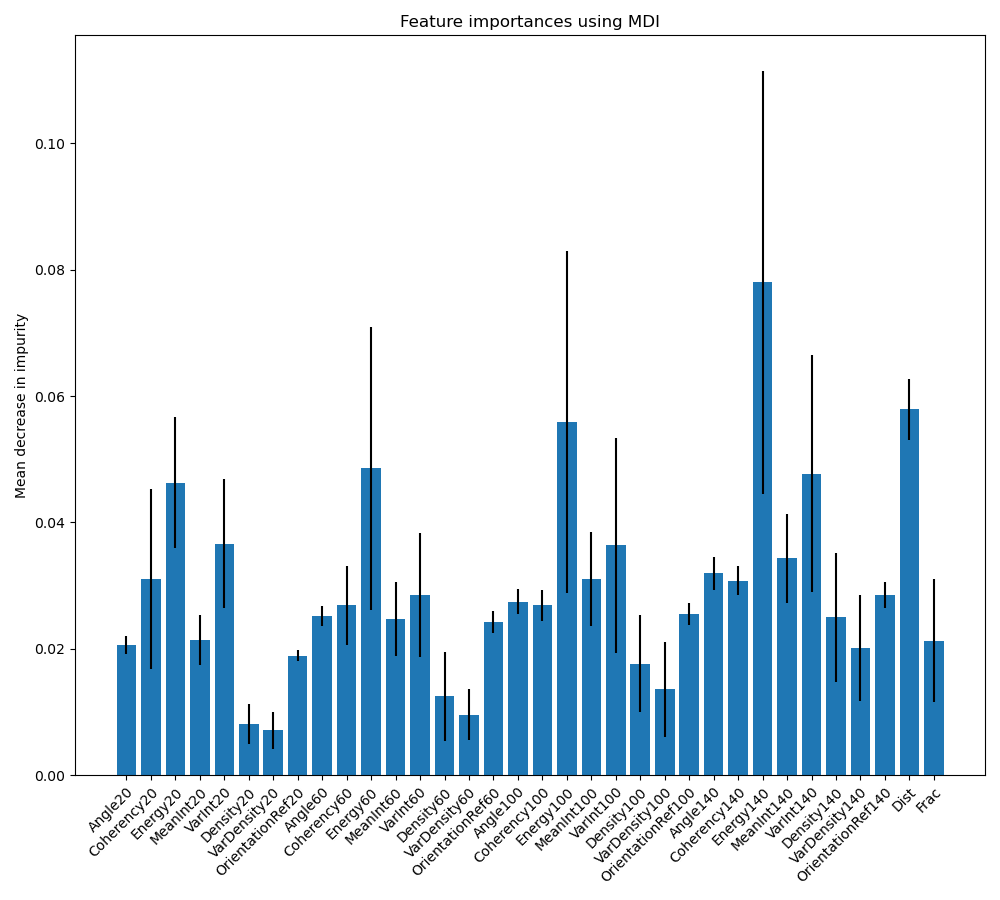 Feature importances using MDI
Mean decrease in impurity
0.10
0.08
0.06
0.04
0.02
0.00
Angle20
Coherency20
Energy20
MeanInt20
VarInt20
Density20
VarDensity20
OrientationRef20
Angle60
Coherency60
Energy60
MeanInt60
VarInt60
Density60
VarDensity60
OrientationRef60
Angle100
Coherency100
Energy100
MeanInt100
VarInt100
Density100
VarDensity100
OrientationRef100
Angle140
Coherency140
Energy140
MeanInt140
VarInt140
Density140
VarDensity140
OrientationRef140
Dist
Frac